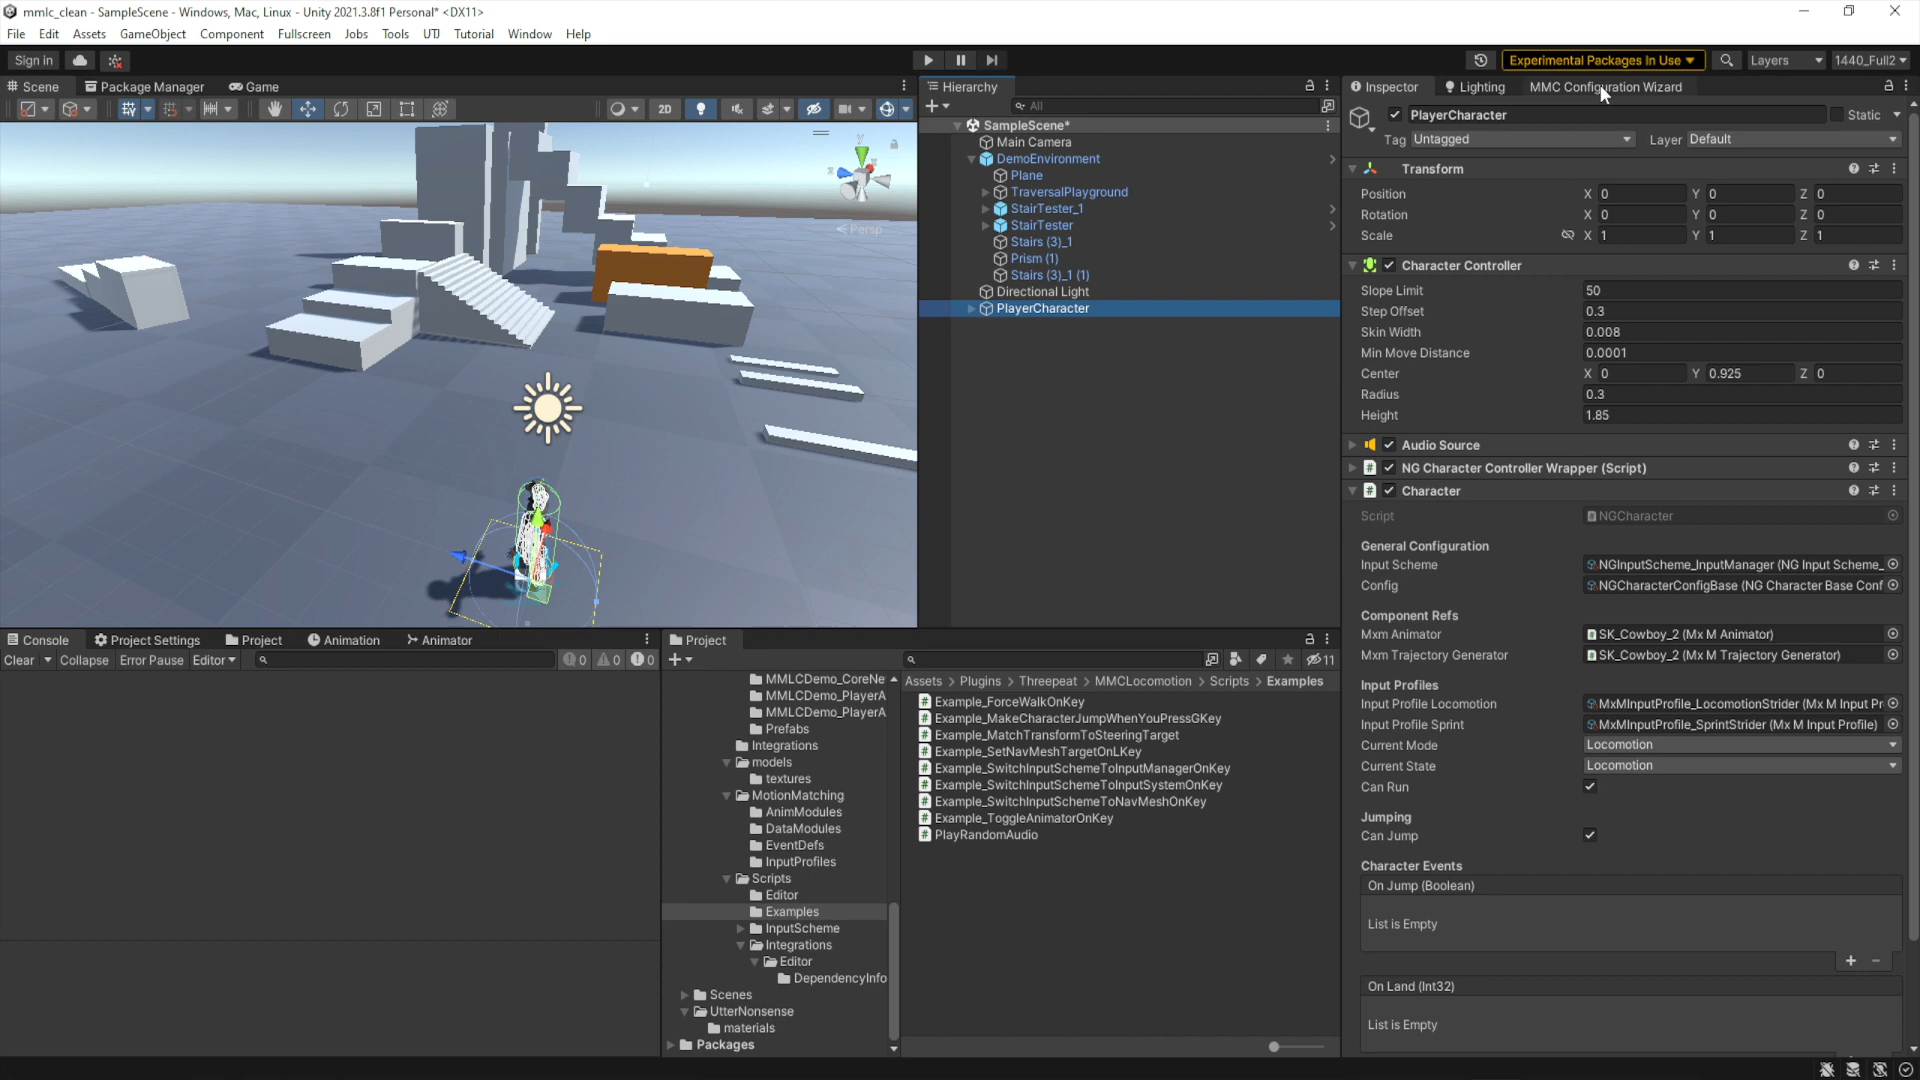 mmlc_clean - SampleScene - Windows, Mac, Linux - Unity 2021.3.8f1 Personal* <DX11>
File Edit Assets GameObject Component Fullscreen Jobs Tools UTJ Tutorial Window Help
Sign in
Experimental Packages In Use
Layers
1440_Full2
Scene
Package Manager
Game
2D
Persp
Hierarchy
All
SampleScene*
Main Camera
DemoEnvironment
Plane
TraversalPlayground
StairTester_1
StairTester
Stairs (3)_1
Prism (1)
Stairs (3)_1 (1)
Directional Light
PlayerCharacter
Inspector
Lighting
MMC Configuration Wizard
PlayerCharacter
Static
Tag Untagged
Layer Default
Transform
Position X 0 Y 0 Z 0
Rotation X 0 Y 0 Z 0
Scale X 1 Y 1 Z 1
Character Controller
Slope Limit 50
Step Offset 0.3
Skin Width 0.008
Min Move Distance 0.0001
Center X 0 Y 0.925 Z 0
Radius 0.3
Height 1.85
Audio Source
NG Character Controller Wrapper (Script)
Character
Script NGCharacter
General Configuration
Input Scheme NGInputScheme_InputManager (NG Input Scheme_
Config NGCharacterConfigBase (NG Character Base Conf
Component Refs
Mxm Animator SK_Cowboy_2 (Mx M Animator)
Mxm Trajectory Generator SK_Cowboy_2 (Mx M Trajectory Generator)
Input Profiles
Input Profile Locomotion MxMInputProfile_LocomotionStrider (Mx M Input Pr
Input Profile Sprint MxMInputProfile_SprintStrider (Mx M Input Profile)
Current Mode Locomotion
Current State Locomotion
Can Run
Jumping
Can Jump
Character Events
On Jump (Boolean)
List is Empty
On Land (Int32)
List is Empty
Console
Project Settings
Project
Animation
Animator
Clear
Collapse
Error Pause
Editor
0
0
0
Project
11
MMLCDemo_CoreNe
MMLCDemo_PlayerA
MMLCDemo_PlayerA
Prefabs
Integrations
models
textures
MotionMatching
AnimModules
DataModules
EventDefs
InputProfiles
Scripts
Editor
Examples
InputScheme
Integrations
Editor
DependencyInfo
Scenes
UtterNonsense
materials
Packages
Assets > Plugins > Threepeat > MMCLocomotion > Scripts > Examples
Example_ForceWalkOnKey
Example_MakeCharacterJumpWhenYouPressGKey
Example_MatchTransformToSteeringTarget
Example_SetNavMeshTargetOnLKey
Example_SwitchInputSchemeToInputManagerOnKey
Example_SwitchInputSchemeToInputSystemOnKey
Example_SwitchInputSchemeToNavMeshOnKey
Example_ToggleAnimatorOnKey
PlayRandomAudio